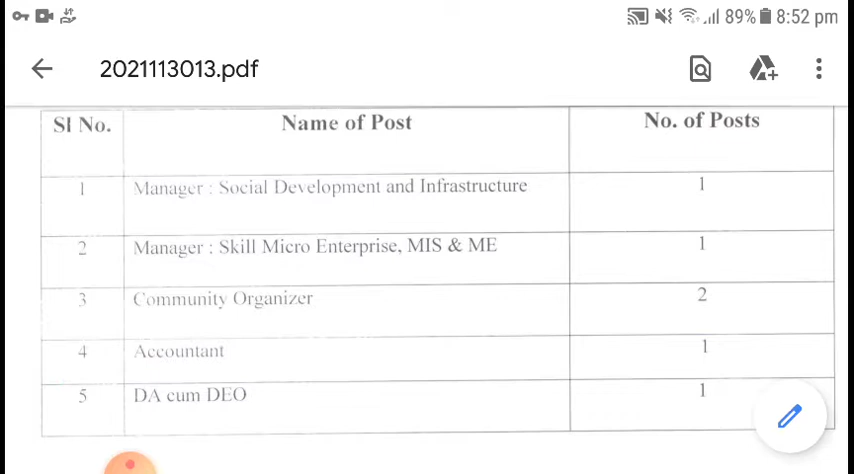 89% 8:52 pm
2021113013.pdf
Sl No. Name of Post No. of Posts
1 Manager : Social Development and Infrastructure 1
2 Manager : Skill Micro Enterprise, MIS & ME 1
3 Community Organizer 2
4 Accountant 1
5 DA cum DEO 1